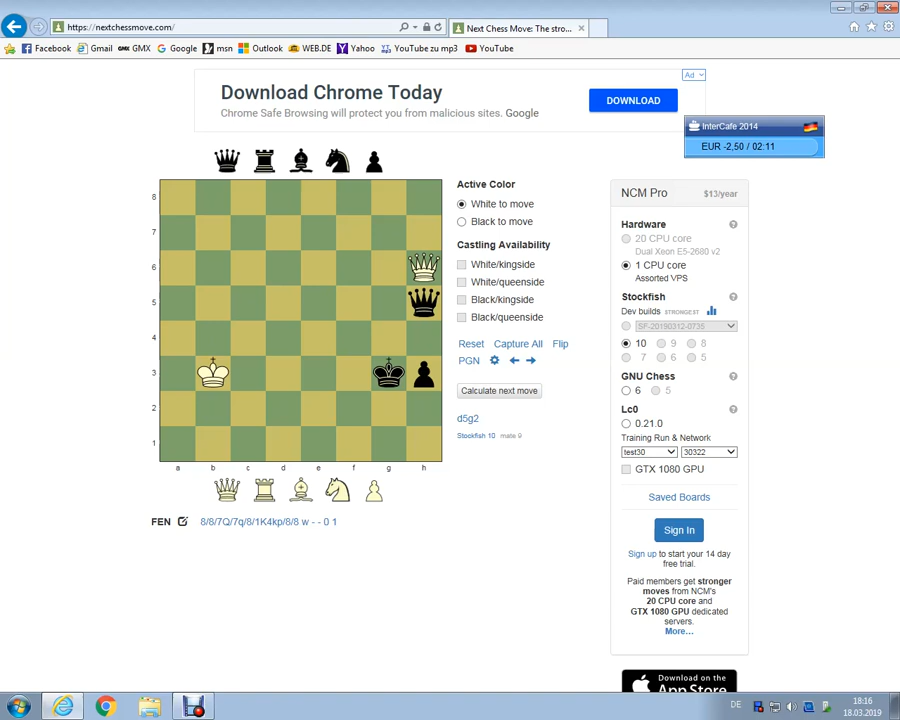 https://nextchessmove.com/
Next Chess Move: The stro...
Facebook Gmail GMX Google msn Outlook WEB.DE Yahoo YouTube zu mp3 YouTube
Download Chrome Today
Chrome Safe Browsing will protect you from malicious sites. Google
DOWNLOAD
Ad
InterCafe 2014
EUR -2,50 / 02:11
8
7
6
5
4
3
2
1
a b c d e f g h
FEN 8/8/7Q/7q/8/1K4kp/8/8 w - - 0 1
Active Color
White to move
Black to move
Castling Availability
White/kingside
White/queenside
Black/kingside
Black/queenside
Reset Capture All Flip
PGN
Calculate next move
d5g2
Stockfish 10 mate 9
NCM Pro $13/year
Hardware ?
20 CPU core
Dual Xeon E5-2680 v2
1 CPU core
Assorted VPS
Stockfish ?
Dev builds STRONGEST
SF-20190312-0735
10 9 8
7 6 5
GNU Chess ?
6 5
Lc0 ?
0.21.0
Training Run & Network
test30 30322
GTX 1080 GPU
Saved Boards
Sign In
Sign up to start your 14 day
free trial.
Paid members get stronger
moves from NCM's
20 CPU core and
GTX 1080 GPU dedicated
servers.
More...
Download on the
App Store
DE
18:16
18.03.2019